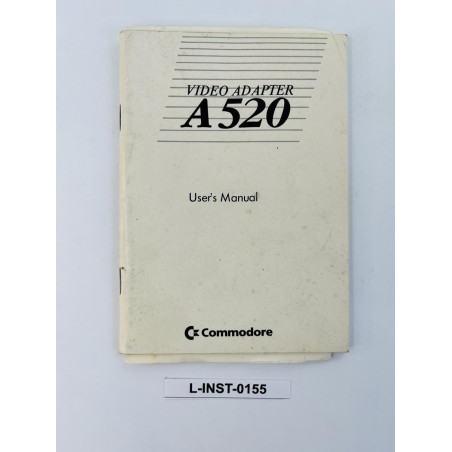 VIDEO ADAPTER
A520
User's Manual
Commodore
L-INST-0155